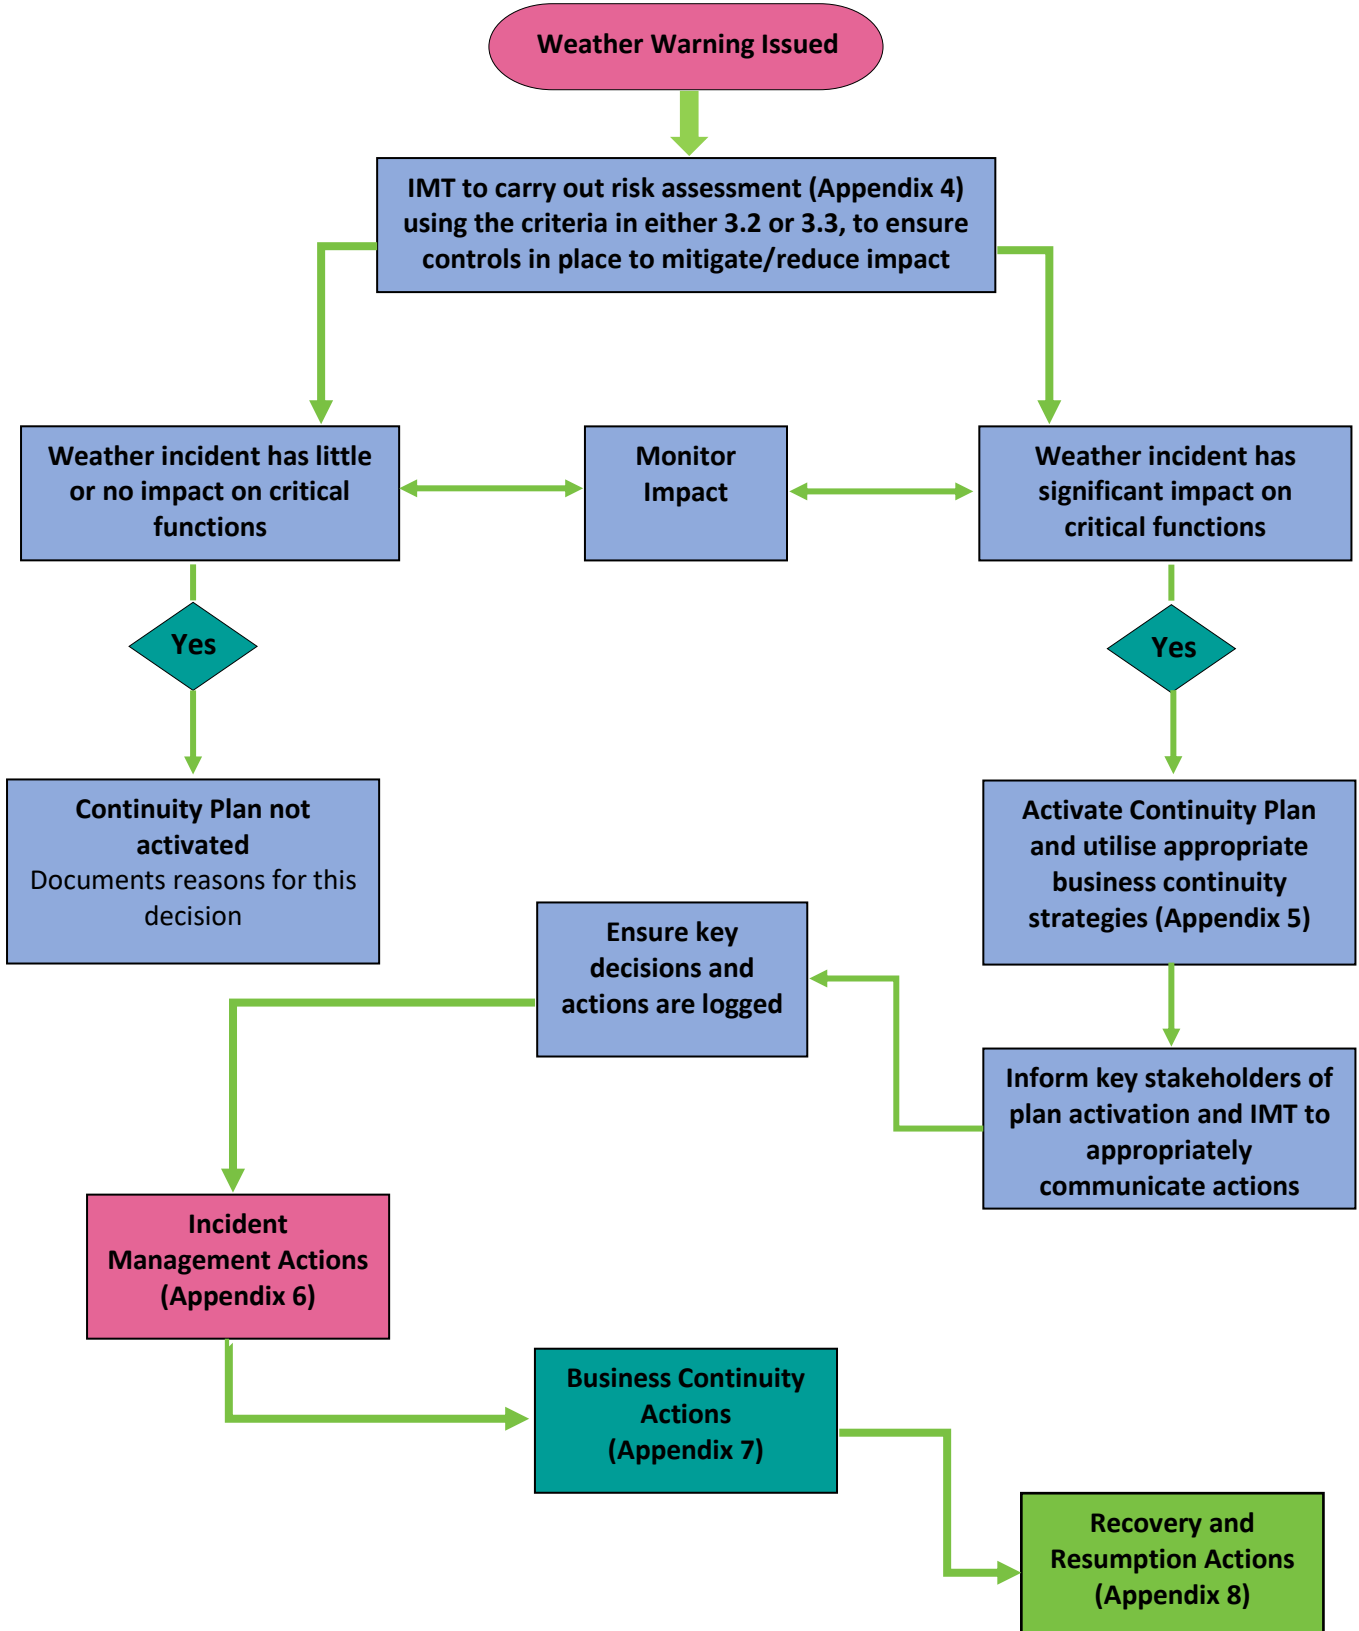 Weather Warning Issued
IMT to carry out risk assessment (Appendix 4)
using the criteria in either 3.2 or 3.3, to ensure
controls in place to mitigate/reduce impact
Weather incident has little
or no impact on critical
functions
Monitor
Impact
Weather incident has
significant impact on
critical functions
Yes
Yes
Continuity Plan not
activated
Documents reasons for this
decision
Activate Continuity Plan
and utilise appropriate
business continuity
strategies (Appendix 5)
Ensure key
decisions and
actions are logged
Inform key stakeholders of
plan activation and IMT to
appropriately
communicate actions
Incident
Management Actions
(Appendix 6)
Business Continuity
Actions
(Appendix 7)
Recovery and
Resumption Actions
(Appendix 8)